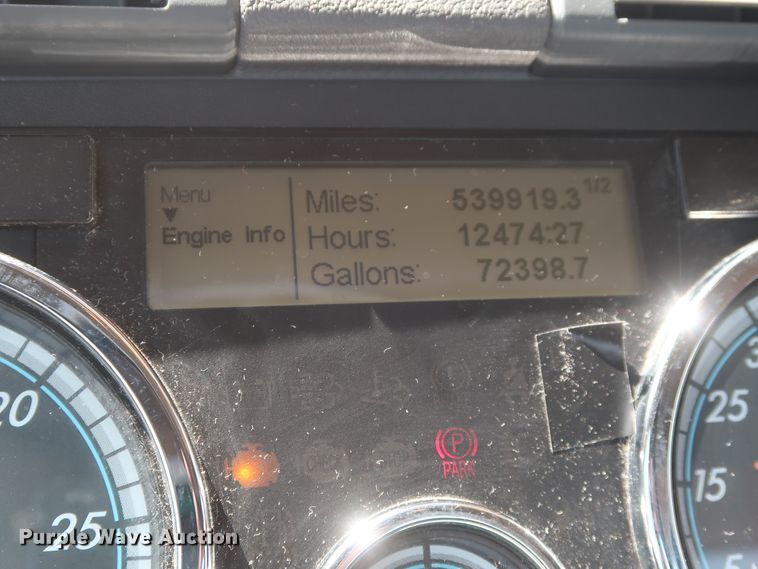 Menu
Engine Info
Miles: 539919.3 1/2
Hours: 12474:27
Gallons: 72398.7
20
25
PARK
P
25
15
5
Purple Wave Auction